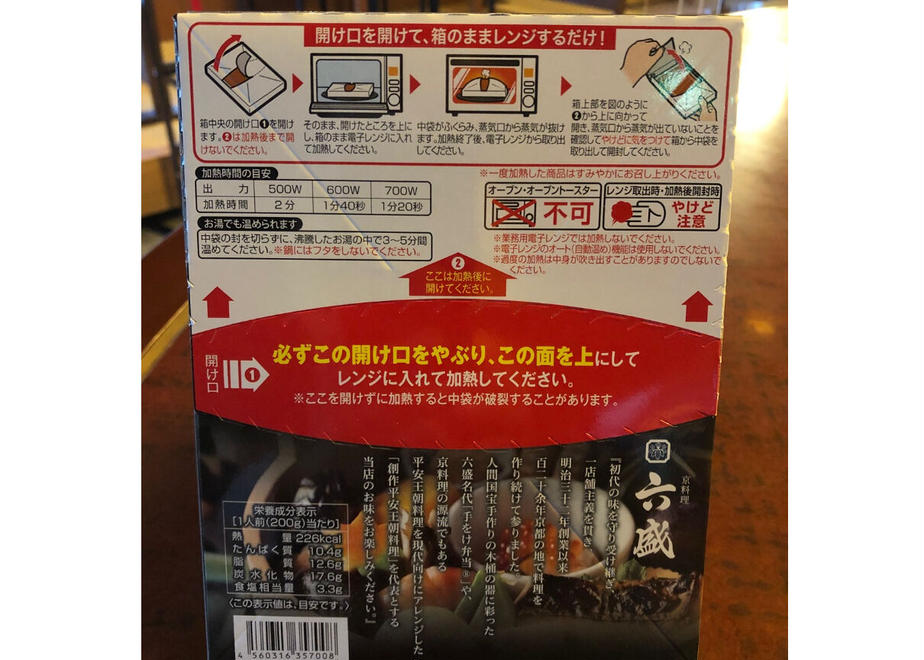 開け口を開けて、箱のままレンジするだけ!
箱中央の開け口❶を開け
ます。❷は加熱後まで開
けないでください。
そのまま、開けたところを上に
し、箱のまま電子レンジに入れ
て加熱してください。
中袋がふくらみ、蒸気口から蒸気が抜け
ます。加熱終了後、電子レンジから取り出
してください。
箱上部を図のように
❷から上に向かって
開き、蒸気口から蒸気が出ていないことを
確認してやけどに気をつけて箱から中袋を
取り出して開封してください。
※一度加熱した商品はすみやかにお召し上がりください。
加熱時間の目安
出力 500W 600W 700W
加熱時間 2分 1分40秒 1分20秒
お湯でも温められます
中袋の封を切らずに、沸騰したお湯の中で3~5分間
温めてください。※鍋にはフタをしないでください。
オーブン・オーブントースター
不可
レンジ取出時・加熱後開封時
やけど
注意
※業務用電子レンジでは加熱しないでください。
※電子レンジのオート(自動温め)機能は使用しないでください。
※過度の加熱は中身が吹き出すことがありますのでしないで
ください。
❷
ここは加熱後に
開けてください。
開け口
❶
必ずこの開け口をやぶり、この面を上にして
レンジに入れて加熱してください。
※ここを開けずに加熱すると中袋が破裂することがあります。
京料理
六盛
『初代の味を守り受け継ぎ
一店舗主義を貫き
明治三十二年創業以来
百二十余年京都の地で料理を
作り続けて参りました
人間国宝手作りの木桶の器に彩った
六盛名代「手をけ弁当®」や、
京料理の源流でもある
平安王朝料理を現代向けにアレンジした
「創作平安王朝料理」を代表とする
当店のお味をお楽しみください。』
栄養成分表示
[1人前(200g)当たり]
熱量 226kcal
たんぱく質 10.4g
脂質 12.6g
炭水化物 17.6g
食塩相当量 3.3g
〈この表示値は、目安です。〉
4 560316 357008